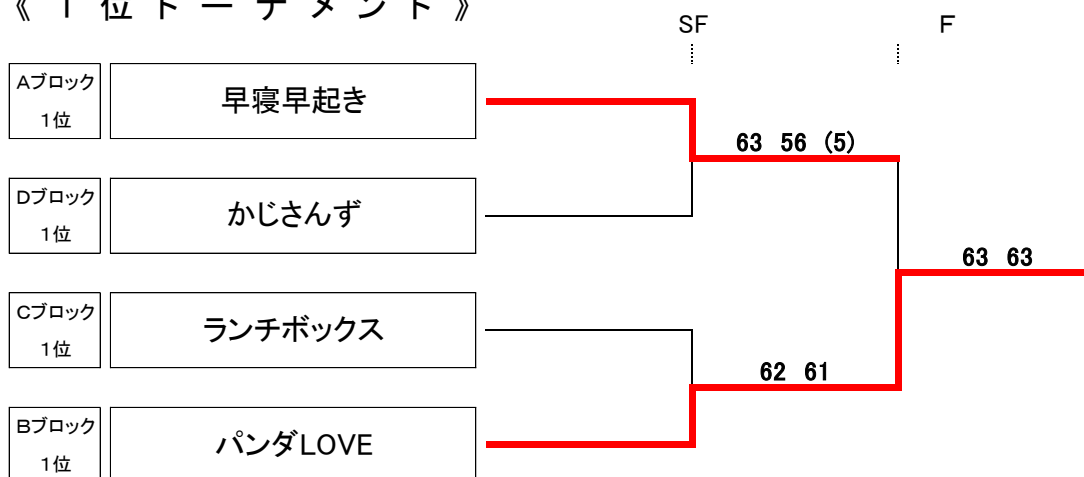 《 1 位 ト ー ナ メ ン ト 》
SF F
Aブロック
1位
早寝早起き
63 56 (5)
Dブロック
1位
かじさんず
63 63
Cブロック
1位
ランチボックス
62 61
Bブロック
1位
パンダLOVE